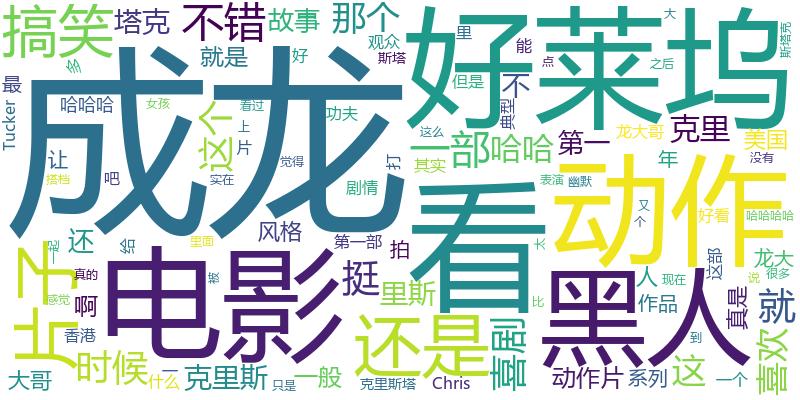 搞笑
塔克
不错
故事
那个
好莱坞
大
斯塔克
就是
观众
里
能
点
之后
斯塔
多
好
但是
不
典型
最
Tucker
哈哈哈
女孩
成龙
看过
功夫
上
片
这个
这么
一部
哈哈
第一
龙大哥
克里
美国
没有
其实
让
吧
搭档
实在
觉得
打
剧情
看
表演
幽默
年
动作
又
个
好看
哈哈哈哈
还
给
里面
风格
第一部
拍
太
片子
一起
真的
感觉
啊
电影
被
挺
里斯
比
黑人
人
现在
作品
这部
龙大
很多
说
真是
就
香港
还是
喜剧
到
喜欢
大哥
时候
什么
一
克里斯
只是
一般
克里斯塔
Chris
动作片
系列
这
一个